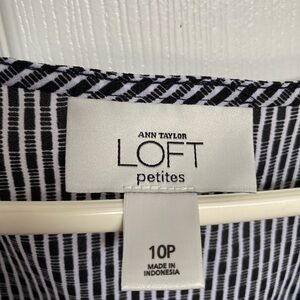 ANN TAYLOR
LOFT
petites
10P
MADE IN
INDONESIA